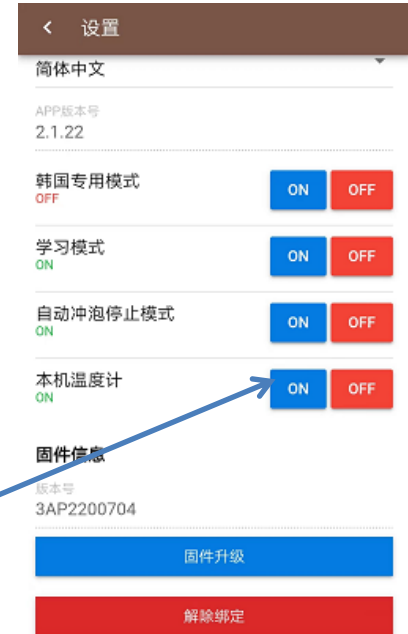 设置
简体中文
APP版本号
2.1.22
韩国专用模式
OFF
ON OFF
学习模式
ON
ON OFF
自动冲泡停止模式
ON
ON OFF
本机温度计
ON
ON OFF
固件信息
版本号
3AP2200704
固件升级
解除绑定